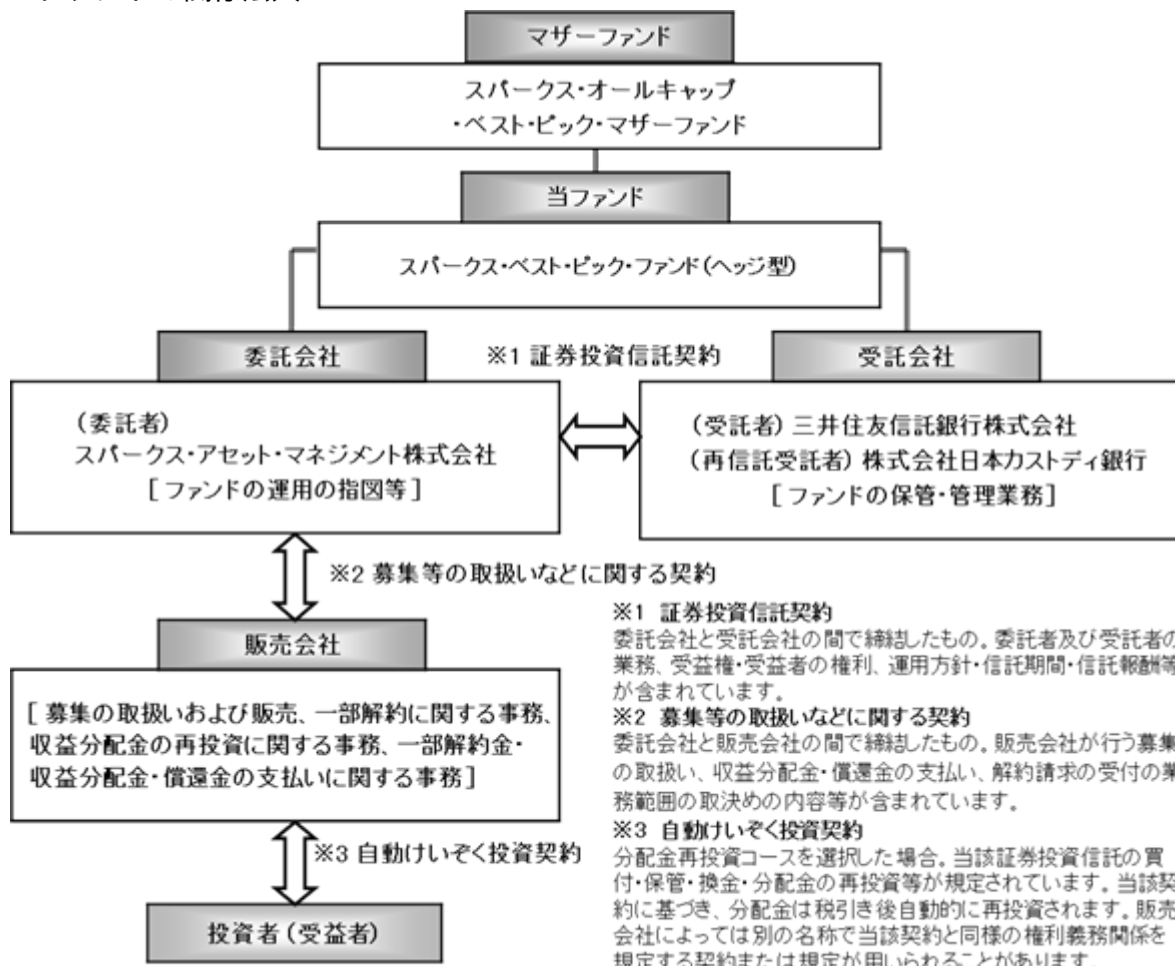 マザーファンド
スパークス・オールキャップ
・ベスト・ピック・マザーファンド
当ファンド
スパークス・ベスト・ピック・ファンド(ヘッジ型)
委託会社
※1 証券投資信託契約
受託会社
(委託者)
スパークス・アセット・マネジメント株式会社
[ファンドの運用の指図等]
(受託者) 三井住友信託銀行株式会社
(再信託受託者) 株式会社日本カストディ銀行
[ファンドの保管・管理業務]
※2 募集等の取扱いなどに関する契約
販売会社
[ 募集の取扱いおよび販売、一部解約に関する事務、
収益分配金の再投資に関する事務、一部解約金・
収益分配金・償還金の支払いに関する事務]
※3 自動けいぞく投資契約
投資者(受益者)
※1 証券投資信託契約
委託会社と受託会社の間で締結したもの。委託者及び受託者の
業務、受益権・受益者の権利、運用方針・信託期間・信託報酬等
が含まれています。
※2 募集等の取扱いなどに関する契約
委託会社と販売会社の間で締結したもの。販売会社が行う募集
の取扱い、収益分配金・償還金の支払い、解約請求の受付の業
務範囲の取決めの内容等が含まれています。
※3 自動けいぞく投資契約
分配金再投資コースを選択した場合。当該証券投資信託の買
付・保管・換金・分配金の再投資等が規定されています。当該契
約に基づき、分配金は税引き後自動的に再投資されます。販売
会社によっては別の名称で当該契約と同様の権利義務関係を
規定する契約または規定が用いられることがあります。